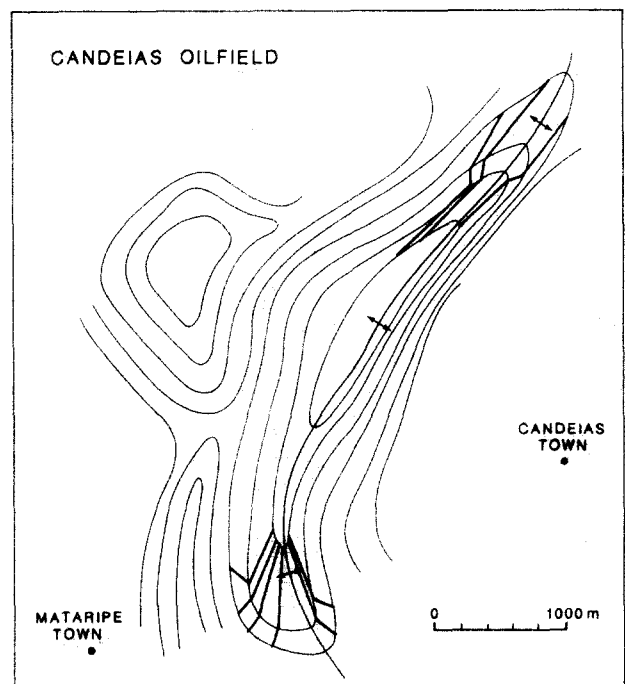 CANDEIAS OILFIELD
CANDEIAS
TOWN
MATARIPE
TOWN
0 1000 m